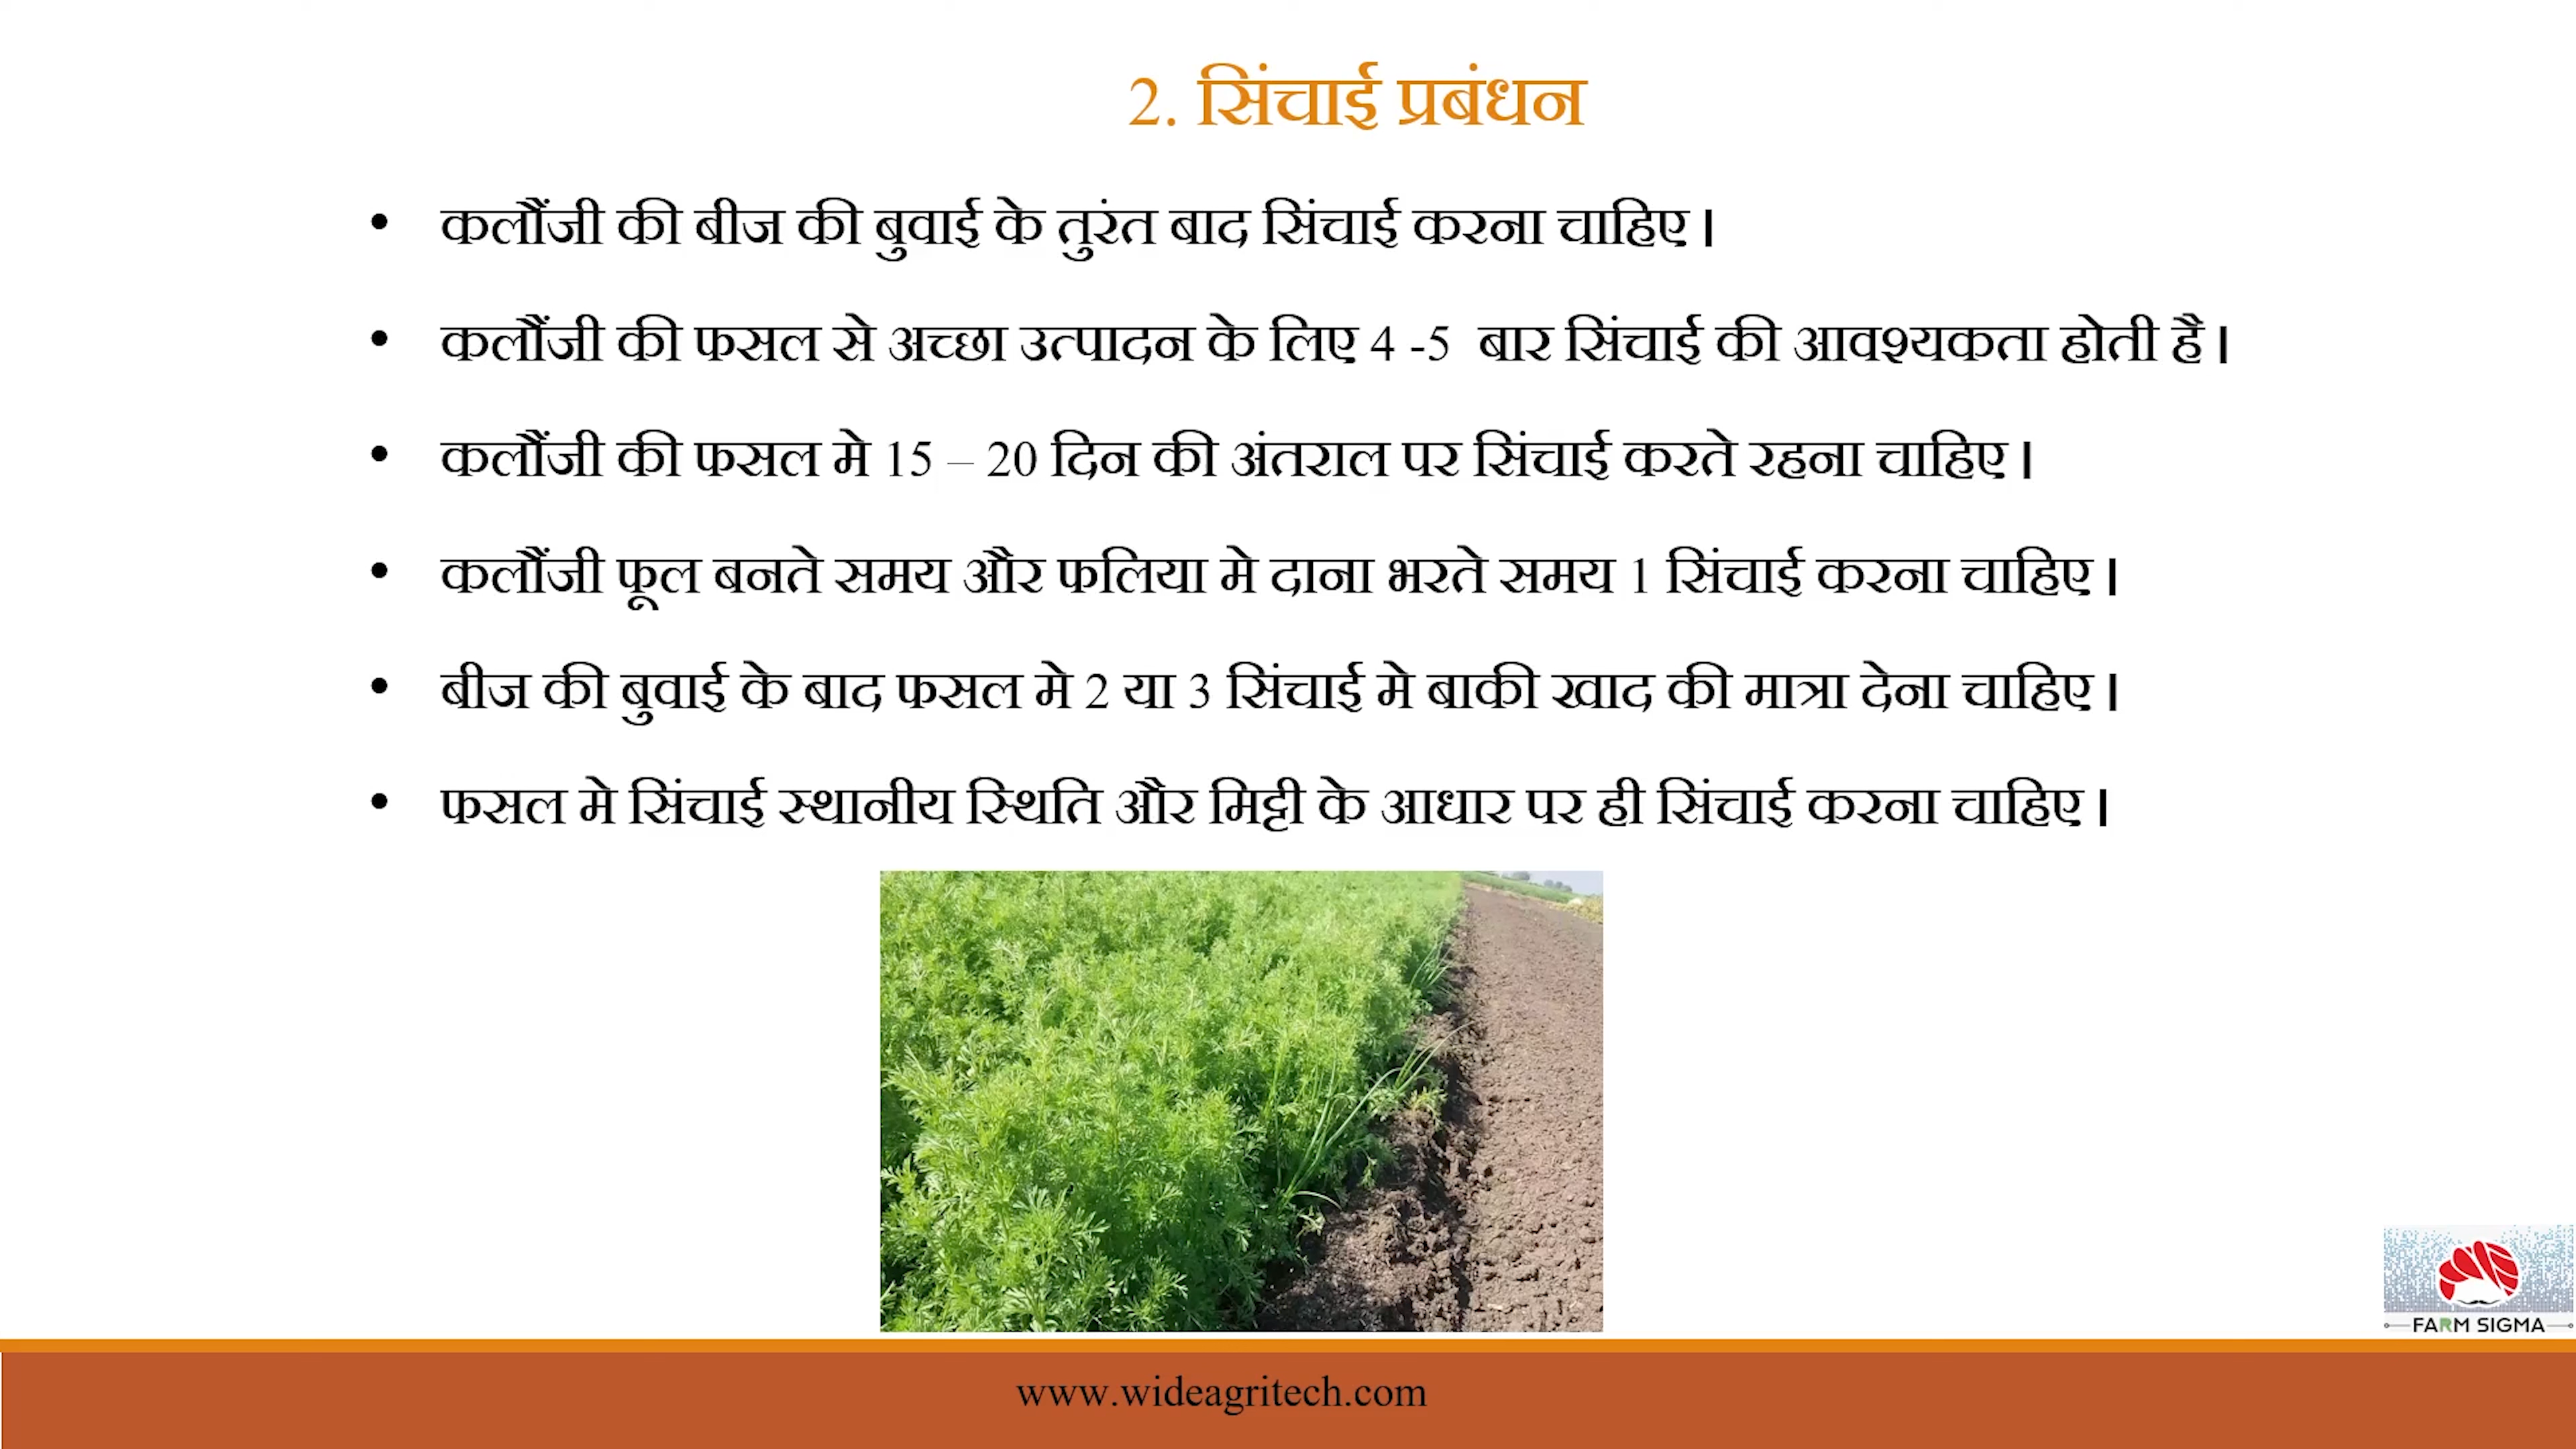 2. सिंचाई प्रबंधन
• कलौंजी की बीज की बुवाई के तुरंत बाद सिंचाई करना चाहिए।
• कलौंजी की फसल से अच्छा उत्पादन के लिए 4 -5 बार सिंचाई की आवश्यकता होती है।
• कलौंजी की फसल मे 15 – 20 दिन की अंतराल पर सिंचाई करते रहना चाहिए।
• कलौंजी फूल बनते समय और फलिया मे दाना भरते समय 1 सिंचाई करना चाहिए।
• बीज की बुवाई के बाद फसल मे 2 या 3 सिंचाई मे बाकी खाद की मात्रा देना चाहिए।
• फसल मे सिंचाई स्थानीय स्थिति और मिट्टी के आधार पर ही सिंचाई करना चाहिए।
FARM SIGMA
www.wideagritech.com